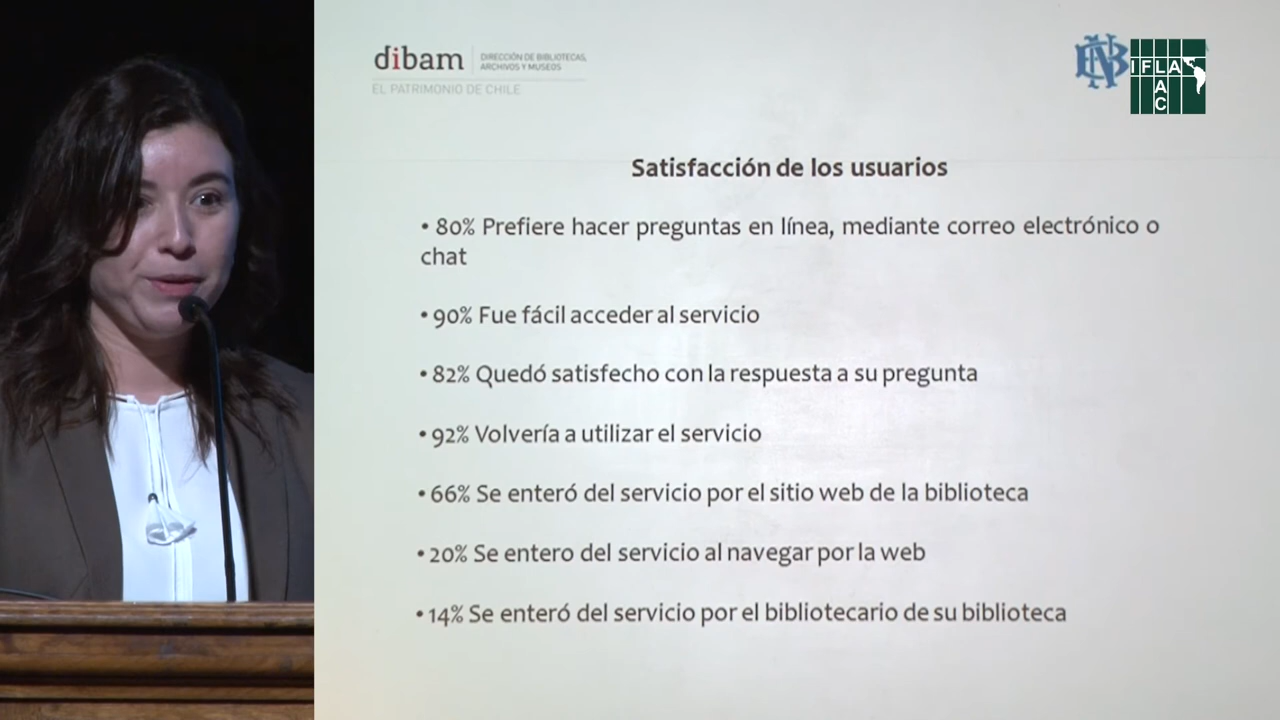 dibam
DIRECCIÓN DE BIBLIOTECAS,
ARCHIVOS Y MUSEOS
EL PATRIMONIO DE CHILE
BN
IFLA
LAC
Satisfacción de los usuarios
• 80% Prefiere hacer preguntas en línea, mediante correo electrónico o
chat
• 90% Fue fácil acceder al servicio
• 82% Quedó satisfecho con la respuesta a su pregunta
• 92% Volvería a utilizar el servicio
• 66% Se enteró del servicio por el sitio web de la biblioteca
• 20% Se entero del servicio al navegar por la web
• 14% Se enteró del servicio por el bibliotecario de su biblioteca